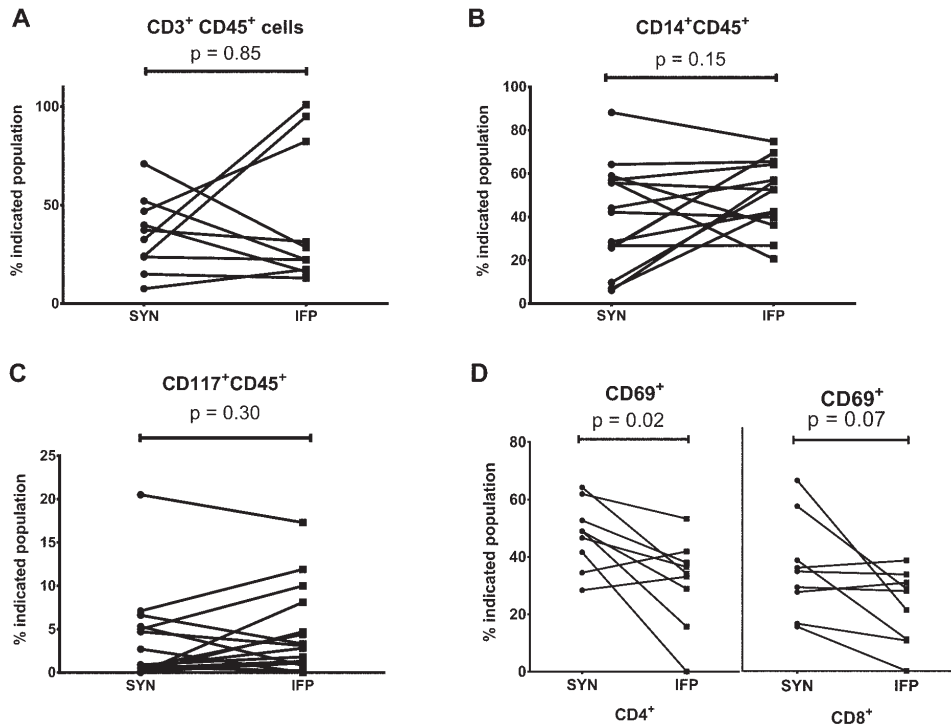 A
CD3⁺ CD45⁺ cells
p = 0.85
% indicated population
100
50
0
SYN
IFP
B
CD14⁺CD45⁺
p = 0.15
% indicated population
100
80
60
40
20
0
SYN
IFP
C
CD117⁺CD45⁺
p = 0.30
% indicated population
25
20
15
10
5
0
SYN
IFP
D
CD69⁺
p = 0.02
CD69⁺
p = 0.07
% indicated population
80
60
40
20
0
SYN
IFP
SYN
IFP
CD4⁺
CD8⁺